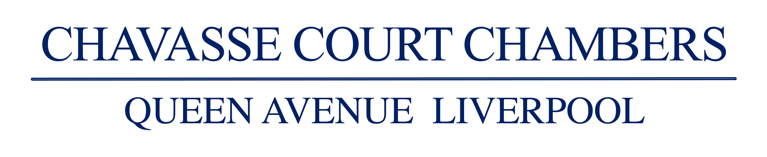 CHAVASSE COURT CHAMBERS
QUEEN AVENUE LIVERPOOL